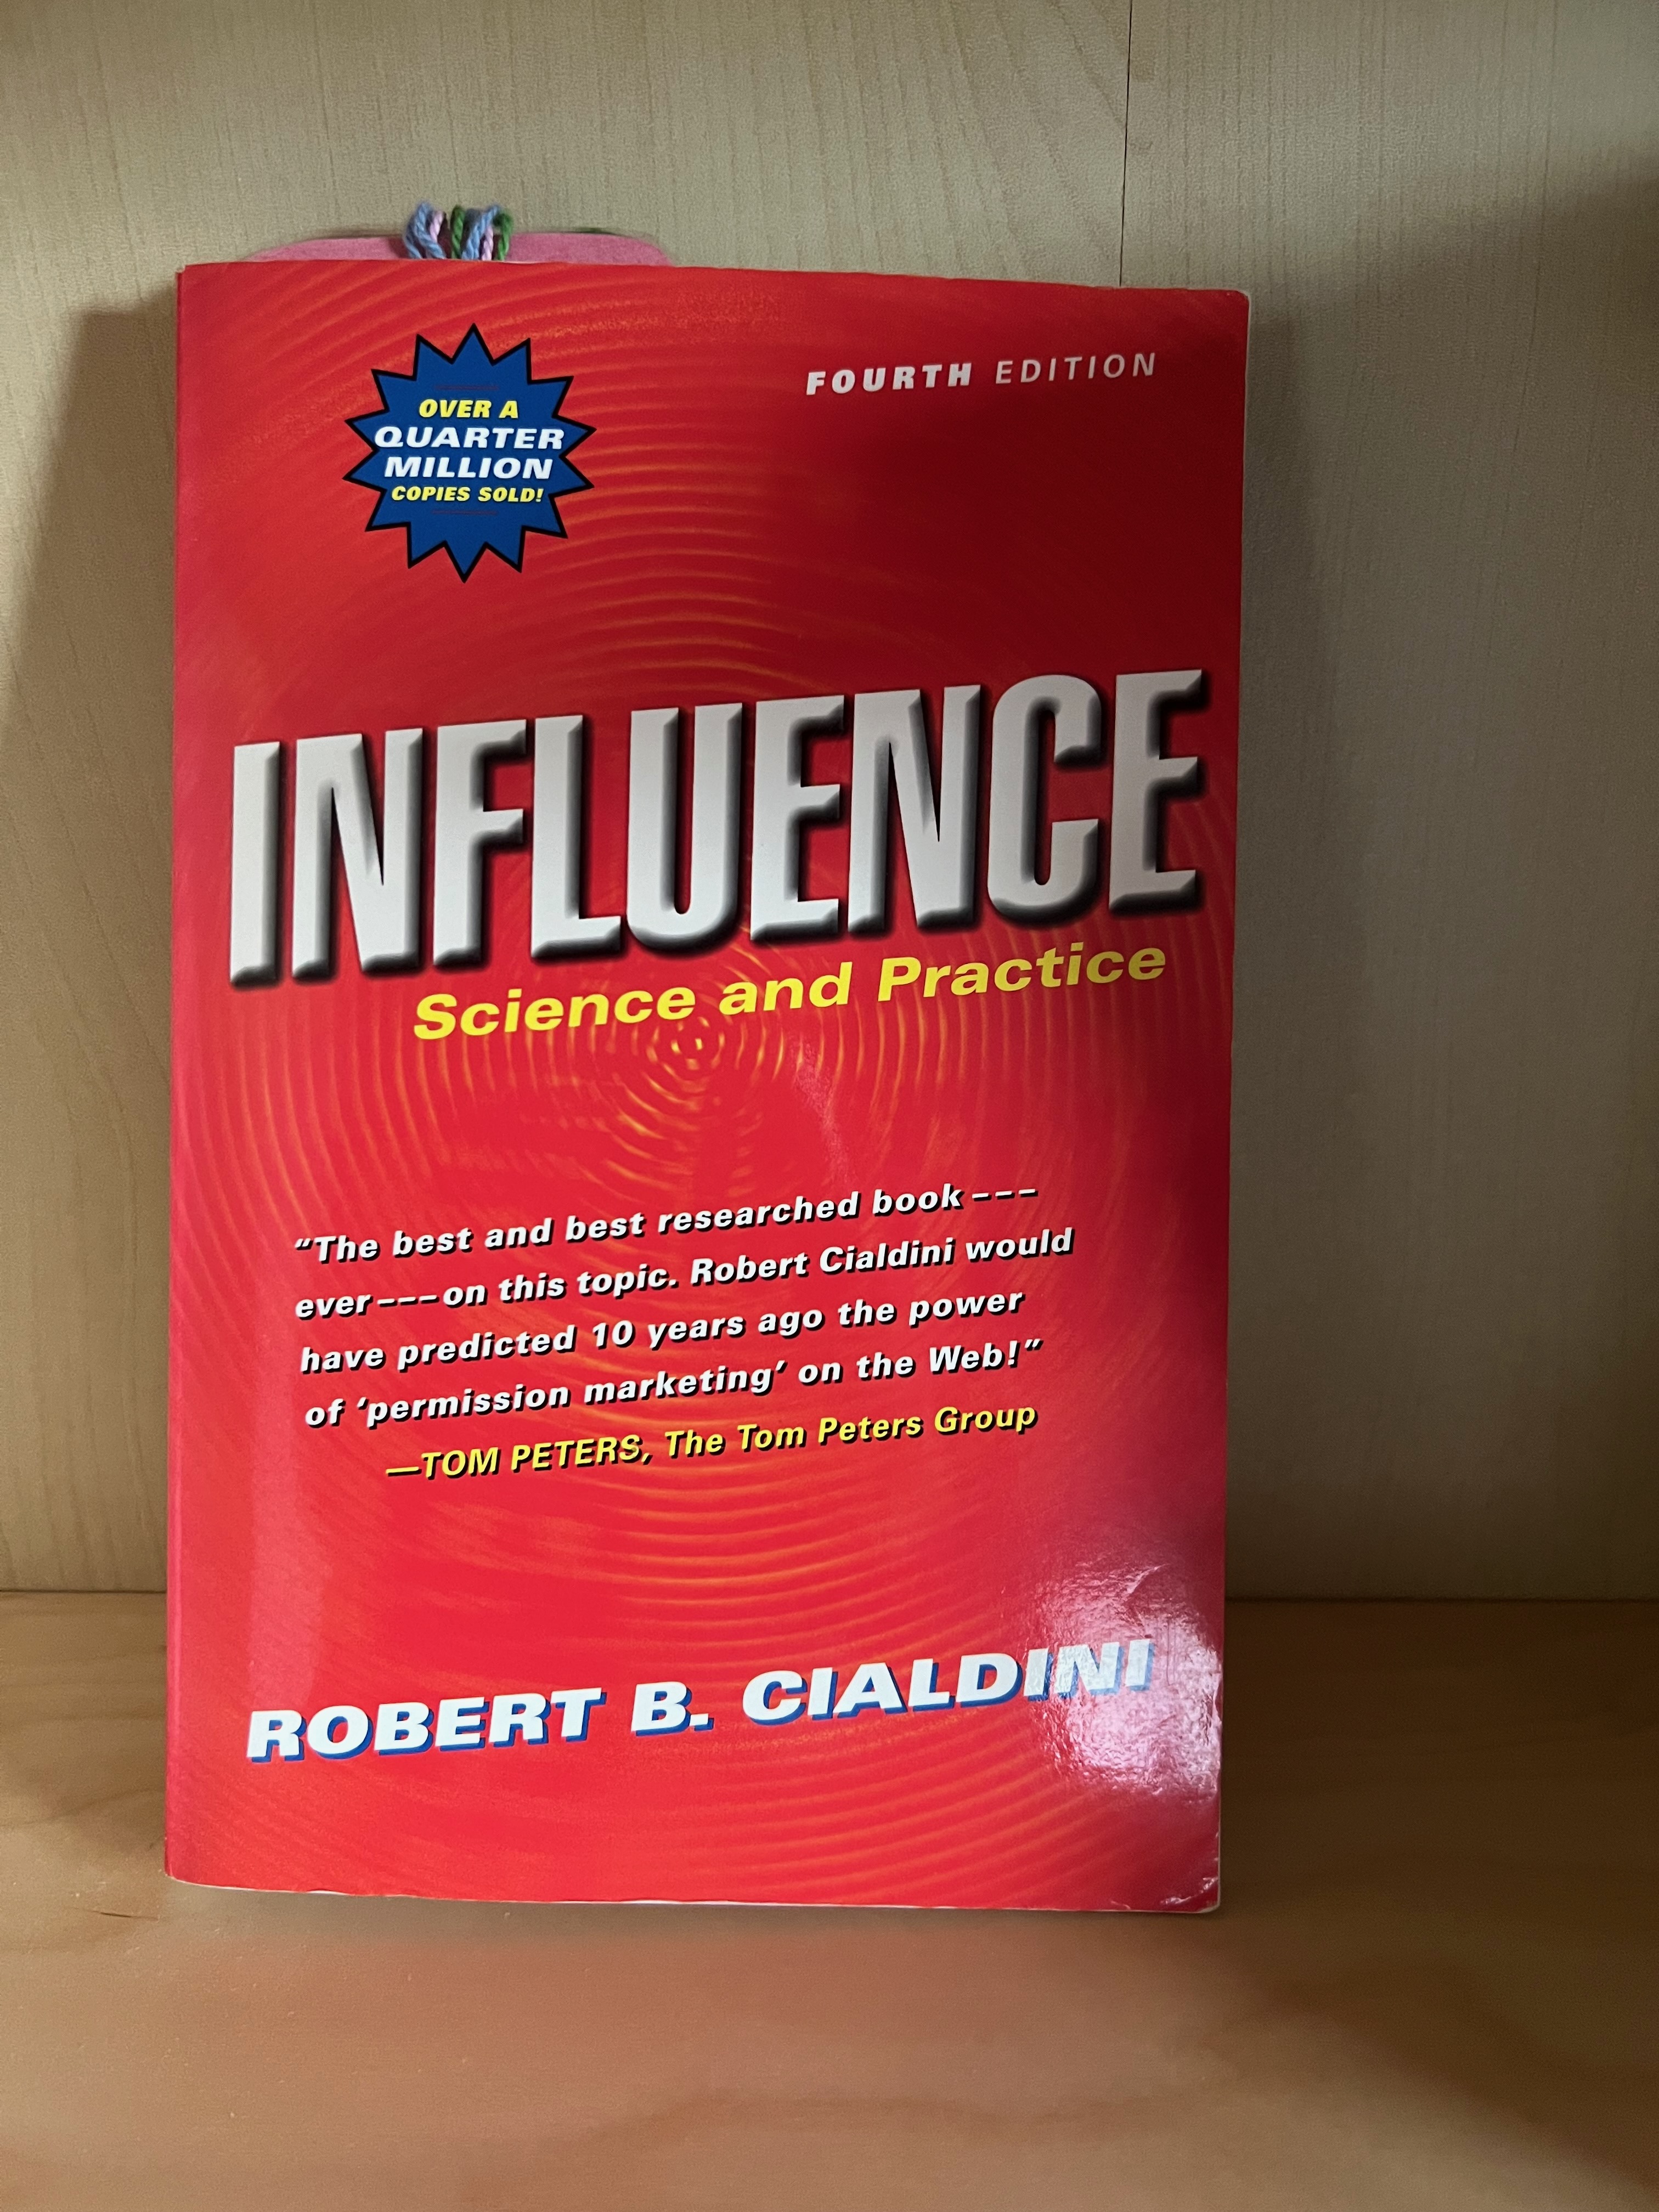 OVER A
QUARTER
MILLION
COPIES SOLD!
FOURTH EDITION
INFLUENCE
Science and Practice
“The best and best researched book---
ever---on this topic. Robert Cialdini would
have predicted 10 years ago the power
of ‘permission marketing’ on the Web!”
—TOM PETERS, The Tom Peters Group
ROBERT B. CIALDINI